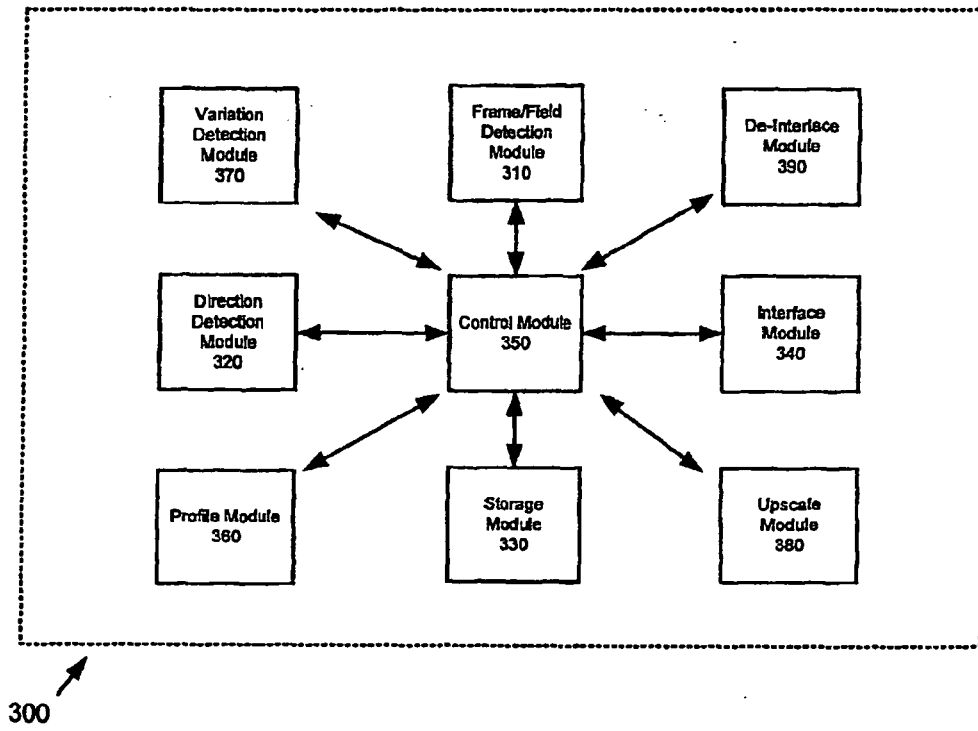 Variation
Detection
Module
370
Frame/Field
Detection
Module
310
De-Interlace
Module
390
Direction
Detection
Module
320
Control Module
350
Interface
Module
340
Profile Module
360
Storage
Module
330
Upscale
Module
380
300